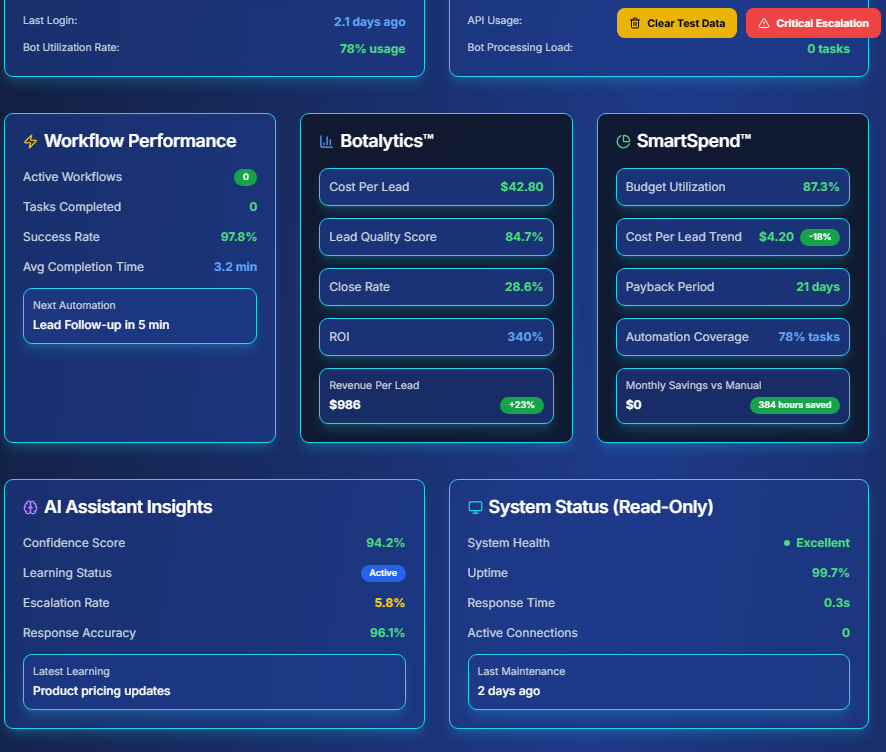 Last Login: 2.1 days ago
Bot Utilization Rate: 78% usage
API Usage:
Clear Test Data
Critical Escalation
Bot Processing Load: 0 tasks
Workflow Performance
Active Workflows 0
Tasks Completed 0
Success Rate 97.8%
Avg Completion Time 3.2 min
Next Automation
Lead Follow-up in 5 min
Botalytics™
Cost Per Lead $42.80
Lead Quality Score 84.7%
Close Rate 28.6%
ROI 340%
Revenue Per Lead
$986 +23%
SmartSpend™
Budget Utilization 87.3%
Cost Per Lead Trend $4.20 -18%
Payback Period 21 days
Automation Coverage 78% tasks
Monthly Savings vs Manual
$0 384 hours saved
AI Assistant Insights
Confidence Score 94.2%
Learning Status Active
Escalation Rate 5.8%
Response Accuracy 96.1%
Latest Learning
Product pricing updates
System Status (Read-Only)
System Health Excellent
Uptime 99.7%
Response Time 0.3s
Active Connections 0
Last Maintenance
2 days ago